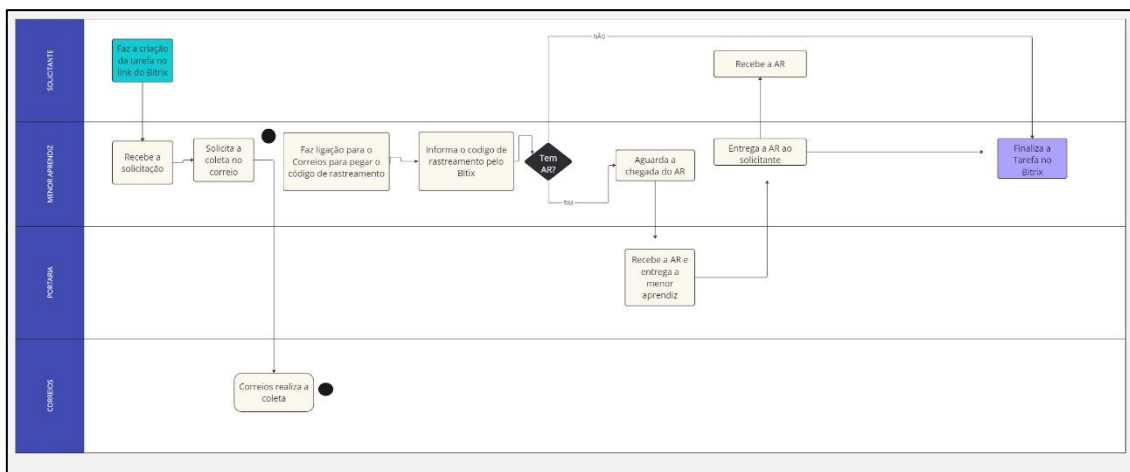 SOLICITANTE
Faz a criação
da tarefa no
link do Bitrix
NÃO
Recebe a AR
MENOR APRENDIZ
Recebe a
solicitação
Solicita a
coleta no
correio
Faz ligação para o
Correios para pegar o
código de rastreamento
Informa o codigo de
rastreamento pelo
Bitix
Tem
AR?
SIM
Aguarda a
chegada do AR
Entrega a AR ao
solicitante
Finaliza a
Tarefa no
Bitrix
PORTARIA
Recebe a AR e
entrega a
menor
aprendiz
CORREIOS
Correios realiza a
coleta